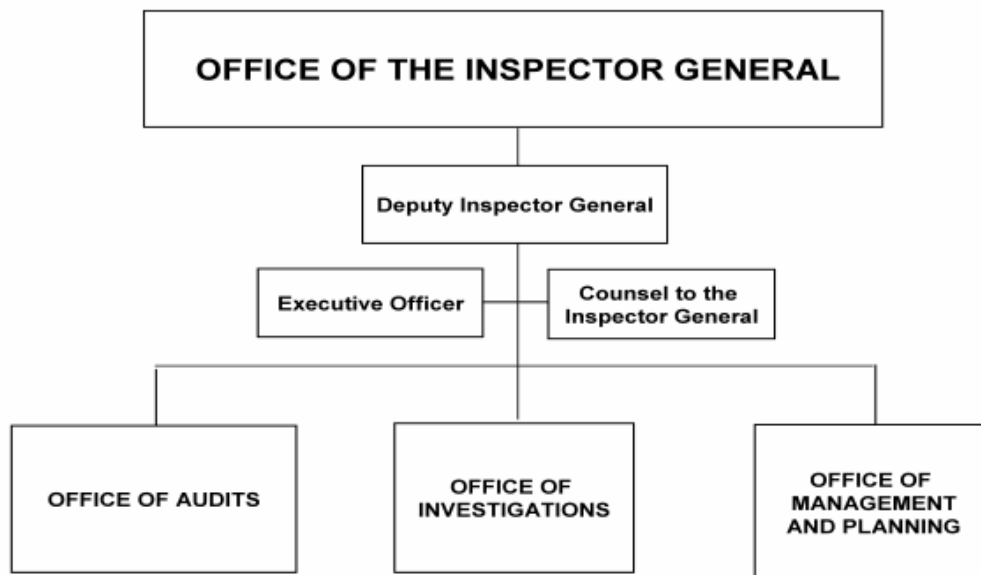 OFFICE OF THE INSPECTOR GENERAL
Deputy Inspector General
Executive Officer
Counsel to the
Inspector General
OFFICE OF AUDITS
OFFICE OF
INVESTIGATIONS
OFFICE OF
MANAGEMENT
AND PLANNING